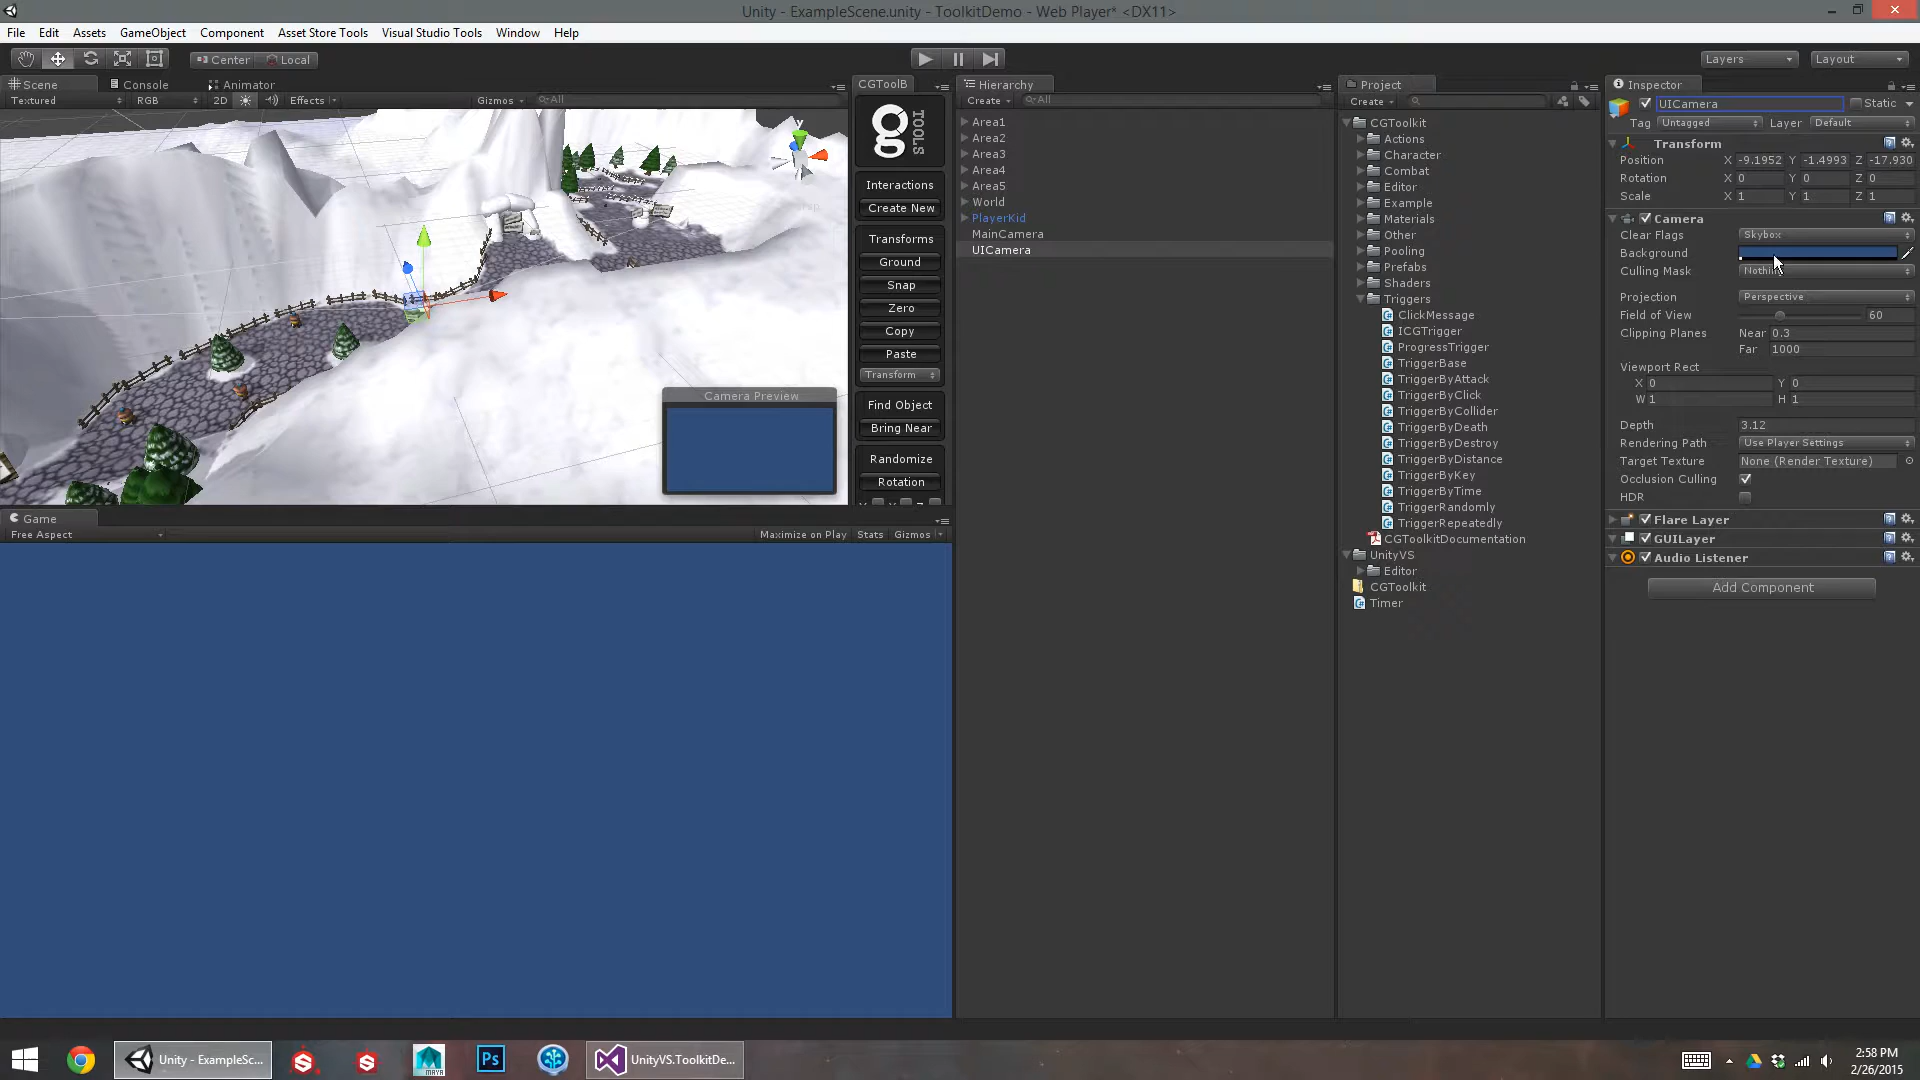 Unity - ExampleScene.unity - ToolkitDemo - Web Player* <DX11>
File Edit Assets GameObject Component Asset Store Tools Visual Studio Tools Window Help
Center Local Layers Layout
Scene Console Animator
Textured RGB 2D Effects Gizmos All
y
CGToolB
g TOOLS
Interactions
Create New
Transforms
Ground
Snap
Zero
Copy
Paste
Transform
Find Object
Bring Near
Randomize
Rotation
Camera Preview
Game
Free Aspect Maximize on Play Stats Gizmos
Hierarchy
Create All
Area1
Area2
Area3
Area4
Area5
World
PlayerKid
MainCamera
UICamera
Project
Create
CGToolkit
Actions
Character
Combat
Editor
Example
Materials
Other
Pooling
Prefabs
Shaders
Triggers
ClickMessage
ICGTrigger
ProgressTrigger
TriggerBase
TriggerByAttack
TriggerByClick
TriggerByCollider
TriggerByDeath
TriggerByDestroy
TriggerByDistance
TriggerByKey
TriggerByTime
TriggerRandomly
TriggerRepeatedly
CGToolkitDocumentation
UnityVS
Editor
CGToolkit
Timer
Inspector
UICamera Static
Tag Untagged Layer Default
Transform
Position X -9.1952 Y -1.4993 Z -17.930
Rotation X 0 Y 0 Z 0
Scale X 1 Y 1 Z 1
Camera
Clear Flags Skybox
Background
Culling Mask
Projection Perspective
Field of View 60
Clipping Planes Near 0.3
Far 1000
Viewport Rect
X 0 Y 0
W 1 H 1
Depth 3.12
Rendering Path Use Player Settings
Target Texture None (Render Texture)
Occlusion Culling
HDR
Flare Layer
GUILayer
Audio Listener
Add Component
Unity - ExampleSc...
MAYA
Ps
UnityVS.ToolkitDe...
2:58 PM
2/26/2015